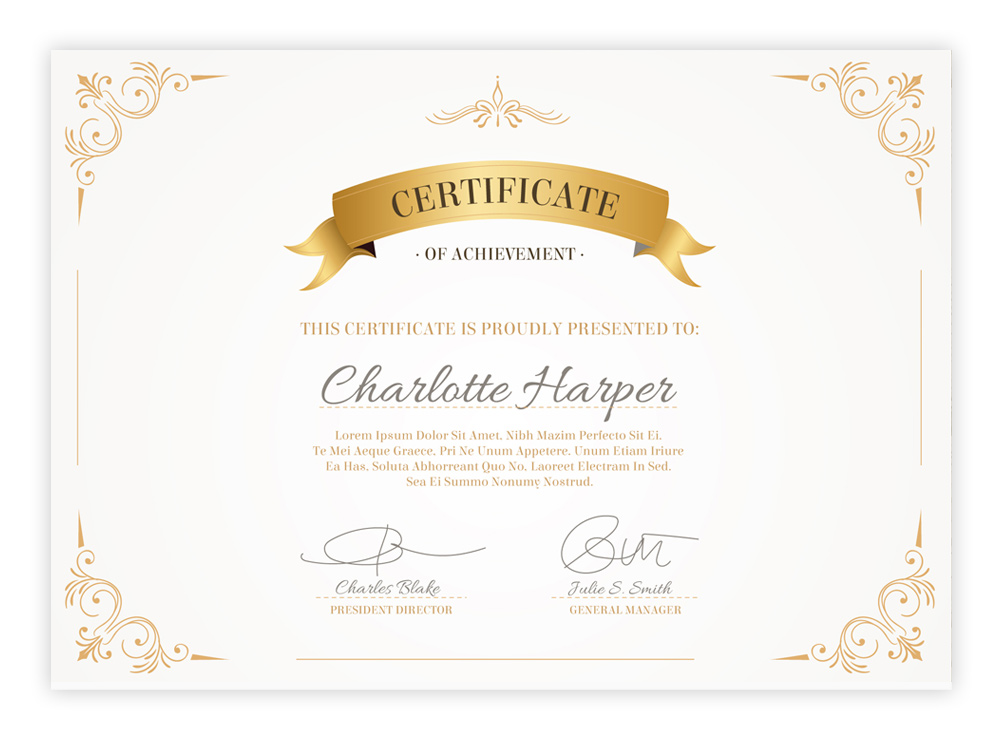 CERTIFICATE
· OF ACHIEVEMENT ·
THIS CERTIFICATE IS PROUDLY PRESENTED TO:
Charlotte Harper
Lorem Ipsum Dolor Sit Amet, Nibh Mazim Perfecto Sit Ei.
Te Mei Aeque Graece, Pri Ne Unum Appetere. Unum Etiam Iriure
Ea Has. Soluta Abhorreant Quo No, Laoreet Electram In Sed.
Sea Ei Summo Nonumy Nostrud.
Charles Blake
PRESIDENT DIRECTOR
Julie S. Smith
GENERAL MANAGER